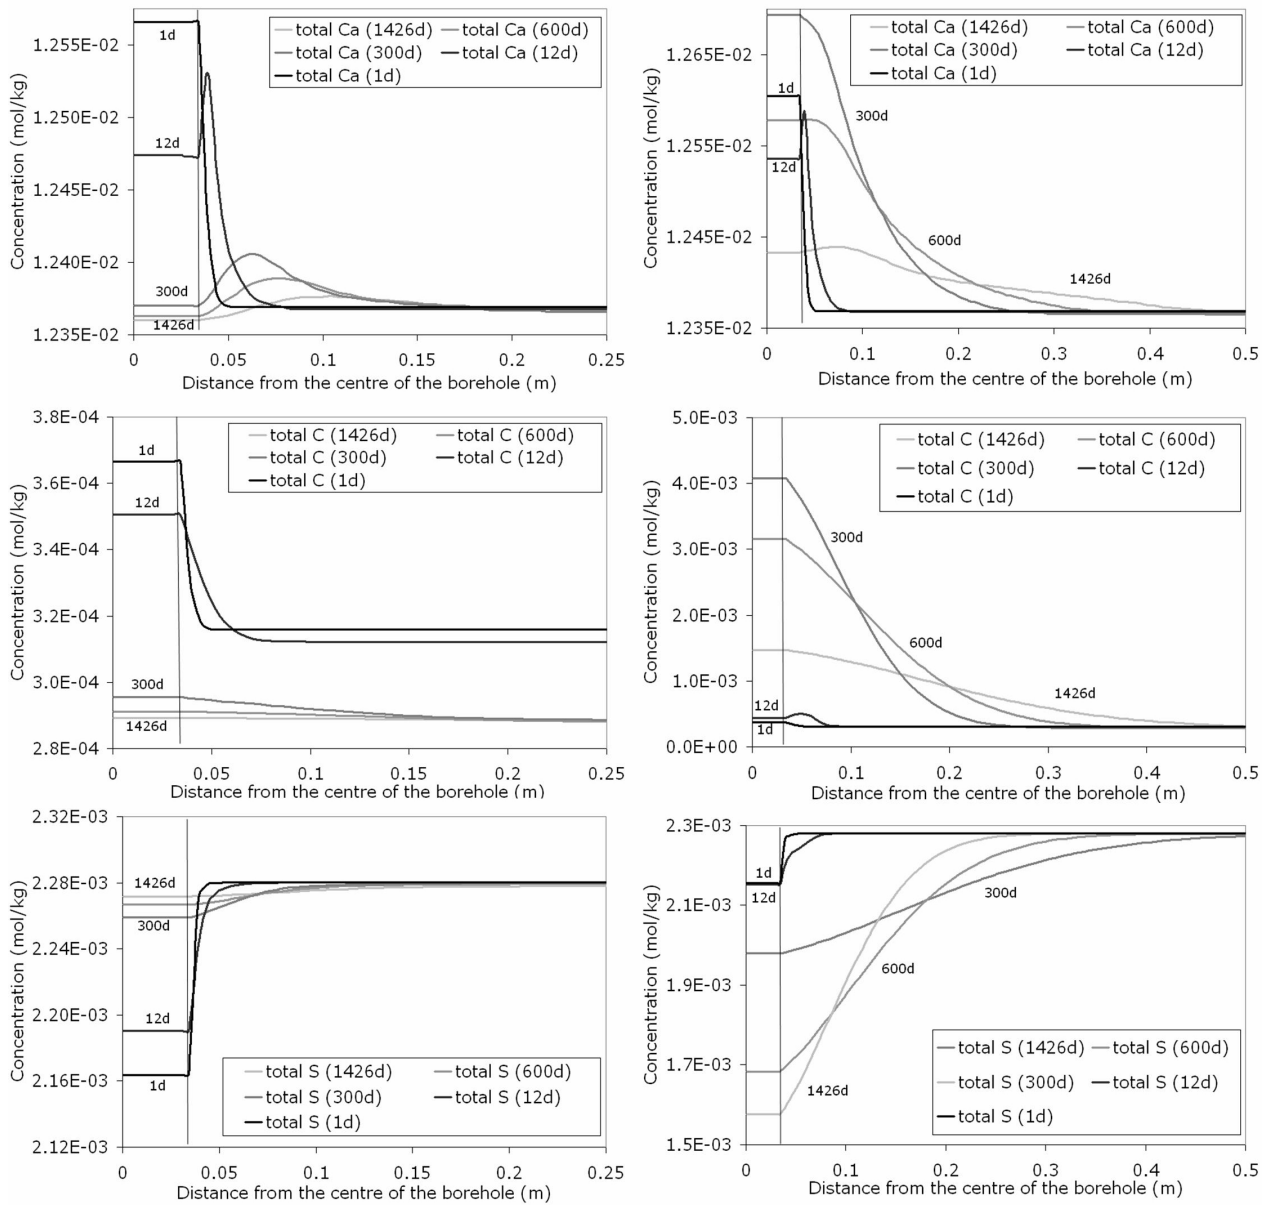 total Ca (1426d) total Ca (600d)
total Ca (300d) total Ca (12d)
total Ca (1d)
1.255E-02
1.250E-02
1.245E-02
1.240E-02
1.235E-02
Concentration (mol/kg)
1d
12d
300d
1426d
0 0.05 0.1 0.15 0.2 0.25
Distance from the centre of the borehole (m)
total Ca (1426d) total Ca (600d)
total Ca (300d) total Ca (12d)
total Ca (1d)
1.265E-02
1.255E-02
1.245E-02
1.235E-02
Concentration (mol/kg)
1d
12d
300d
600d
1426d
0 0.1 0.2 0.3 0.4 0.5
Distance from the centre of the borehole (m)
total C (1426d) total C (600d)
total C (300d) total C (12d)
total C (1d)
3.8E-04
3.6E-04
3.4E-04
3.2E-04
3.0E-04
2.8E-04
Concentration (mol/kg)
1d
12d
300d
1426d
0 0.05 0.1 0.15 0.2 0.25
Distance from the centre of the borehole (m)
total C (1426d) total C (600d)
total C (300d) total C (12d)
total C (1d)
5.0E-03
4.0E-03
3.0E-03
2.0E-03
1.0E-03
0.0E+00
Concentration (mol/kg)
300d
600d
1426d
12d
1d
0 0.1 0.2 0.3 0.4 0.5
Distance from the centre of the borehole (m)
2.32E-03
2.28E-03
2.24E-03
2.20E-03
2.16E-03
2.12E-03
Concentration (mol/kg)
1426d
300d
12d
1d
total S (1426d) total S (600d)
total S (300d) total S (12d)
total S (1d)
0 0.05 0.1 0.15 0.2 0.25
Distance from the centre of the borehole (m)
2.3E-03
2.1E-03
1.9E-03
1.7E-03
1.5E-03
Concentration (mol/kg)
1d
12d
300d
600d
1426d
total S (1426d) total S (600d)
total S (300d) total S (12d)
total S (1d)
0 0.1 0.2 0.3 0.4 0.5
Distance from the centre of the borehole (m)